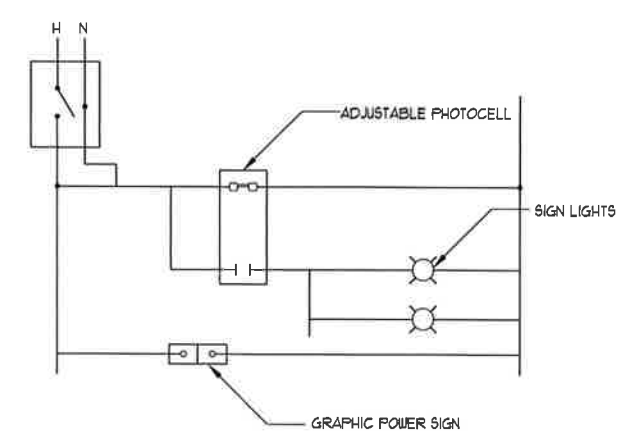 H N
ADJUSTABLE PHOTOCELL
SIGN LIGHTS
GRAPHIC POWER SIGN